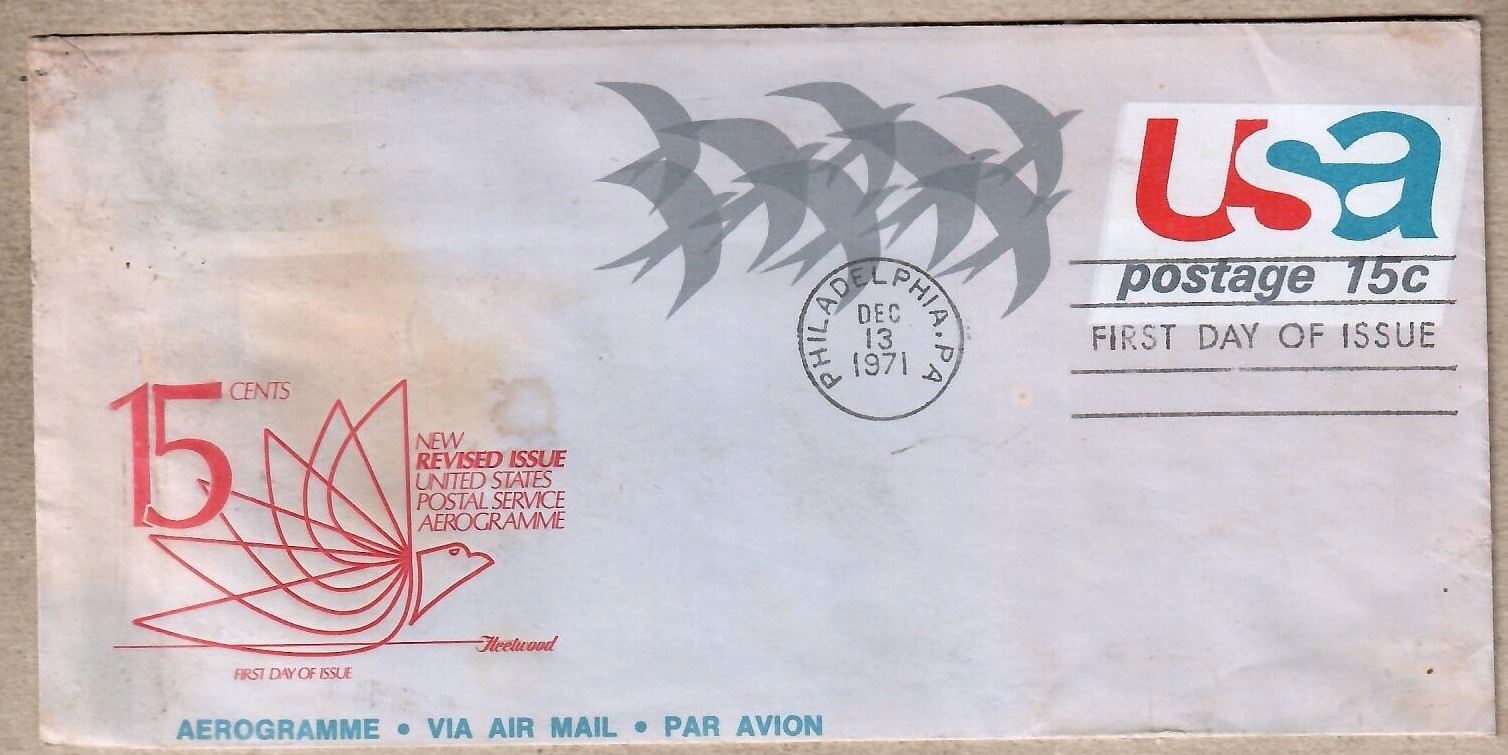 usa
postage 15c
FIRST DAY OF ISSUE
PHILADELPHIA, PA
DEC
13
1971
15 CENTS
NEW
REVISED ISSUE
UNITED STATES
POSTAL SERVICE
AEROGRAMME
Fleetwood
FIRST DAY OF ISSUE
AEROGRAMME • VIA AIR MAIL • PAR AVION